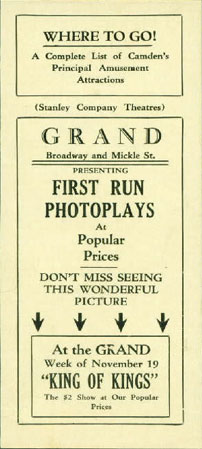 WHERE TO GO!
A Complete List of Camden's
Principal Amusement
Attractions
(Stanley Company Theatres)
GRAND
Broadway and Mickle St.
PRESENTING
FIRST RUN
PHOTOPLAYS
At
Popular
Prices
DON'T MISS SEEING
THIS WONDERFUL
PICTURE
At the GRAND
Week of November 19
"KING OF KINGS"
The $2 Show at Our Popular
Prices